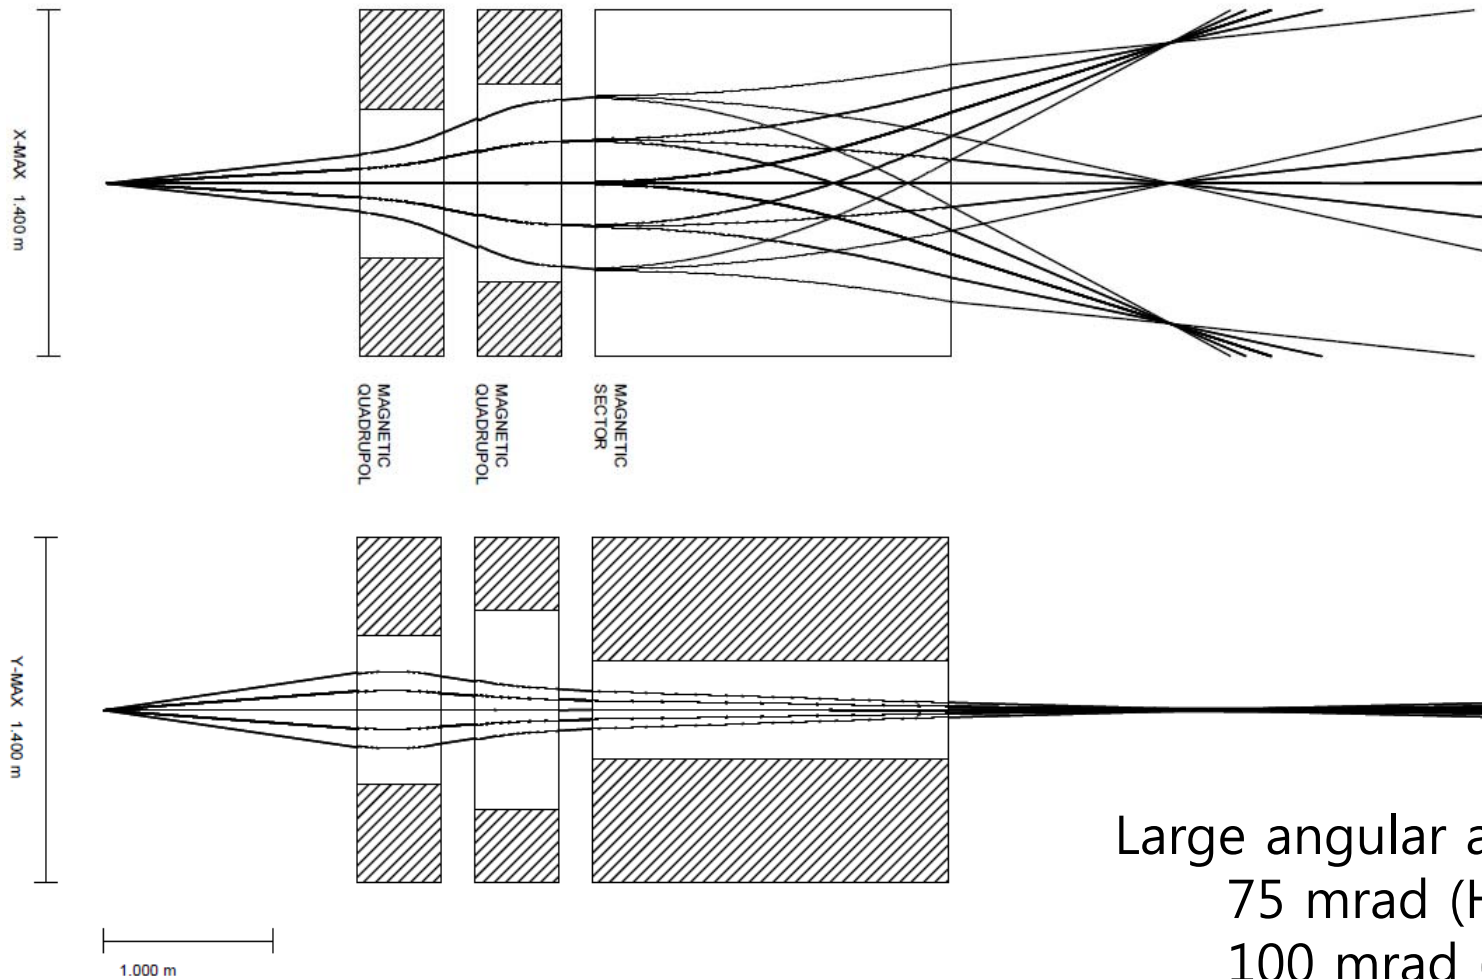 X-MAX 1.400 m
MAGNETIC
QUADRUPOL
MAGNETIC
QUADRUPOL
MAGNETIC
SECTOR
Y-MAX 1.400 m
1.000 m
Large angular a
75 mrad (H
100 mrad